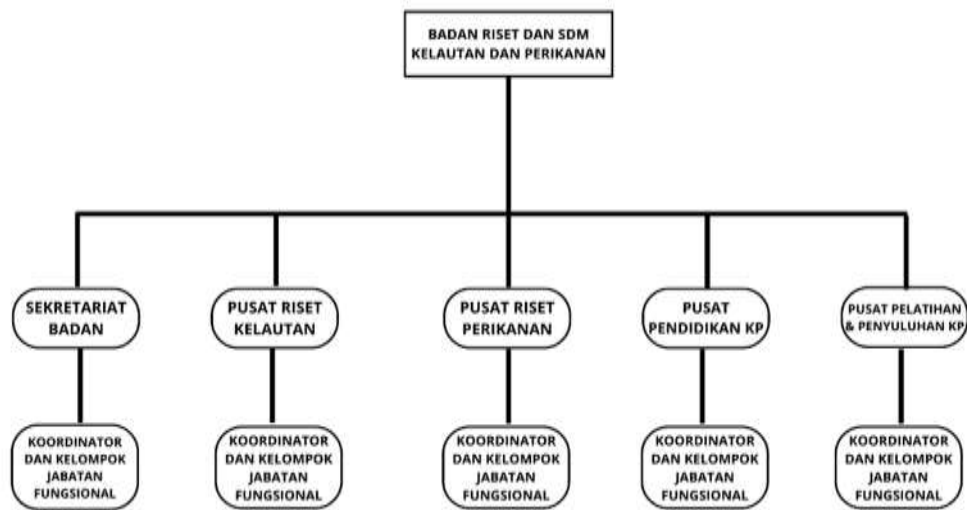 BADAN RISET DAN SDM
KELAUTAN DAN PERIKANAN
SEKRETARIAT
BADAN
PUSAT RISET
KELAUTAN
PUSAT RISET
PERIKANAN
PUSAT
PENDIDIKAN KP
PUSAT PELATIHAN
& PENYULUHAN KP
KOORDINATOR
DAN KELOMPOK
JABATAN
FUNGSIONAL
KOORDINATOR
DAN KELOMPOK
JABATAN
FUNGSIONAL
KOORDINATOR
DAN KELOMPOK
JABATAN
FUNGSIONAL
KOORDINATOR
DAN KELOMPOK
JABATAN
FUNGSIONAL
KOORDINATOR
DAN KELOMPOK
JABATAN
FUNGSIONAL